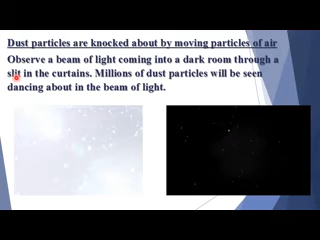 Dust particles are knocked about by moving particles of air
Observe a beam of light coming into a dark room through a
slit in the curtains. Millions of dust particles will be seen
dancing about in the beam of light.